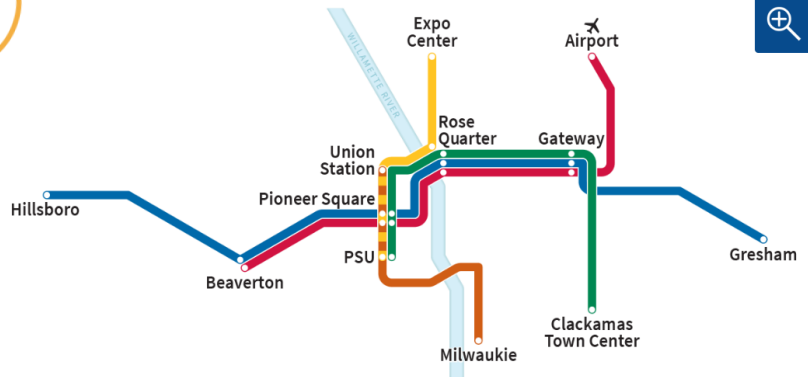 Expo
Center
Airport
WILLAMETTE RIVER
Rose
Quarter
Gateway
Union
Station
Pioneer Square
Hillsboro
PSU
Beaverton
Gresham
Clackamas
Town Center
Milwaukie